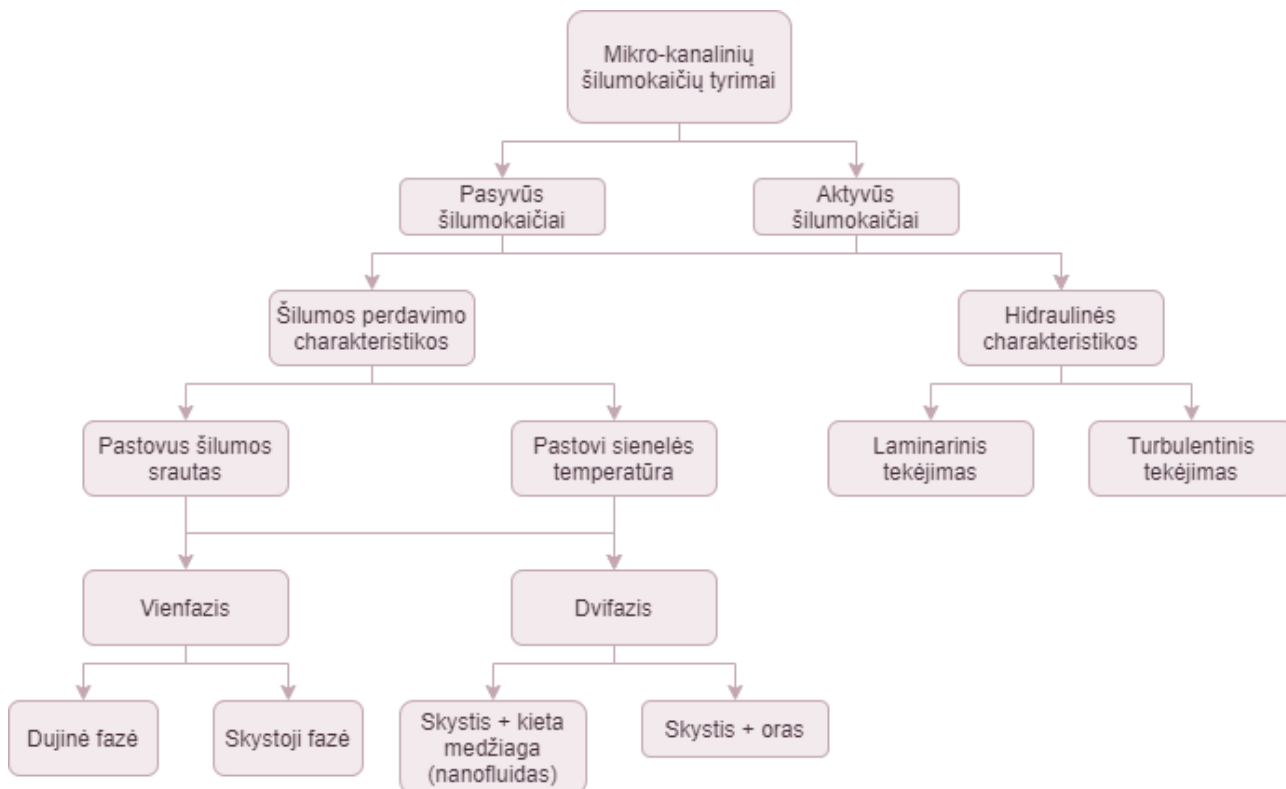 Mikro-kanalinių
šilumokaičių tyrimai
Pasyvūs
šilumokaičiai
Aktyvūs
šilumokaičiai
Šilumos perdavimo
charakteristikos
Hidraulinės
charakteristikos
Pastovus šilumos
srautas
Pastovi sienelės
temperatūra
Laminarinis
tekėjimas
Turbulentinis
tekėjimas
Vienfazis
Dvifazis
Dujinė fazė
Skystoji fazė
Skystis + kieta
medžiaga
(nanofluidas)
Skystis + oras